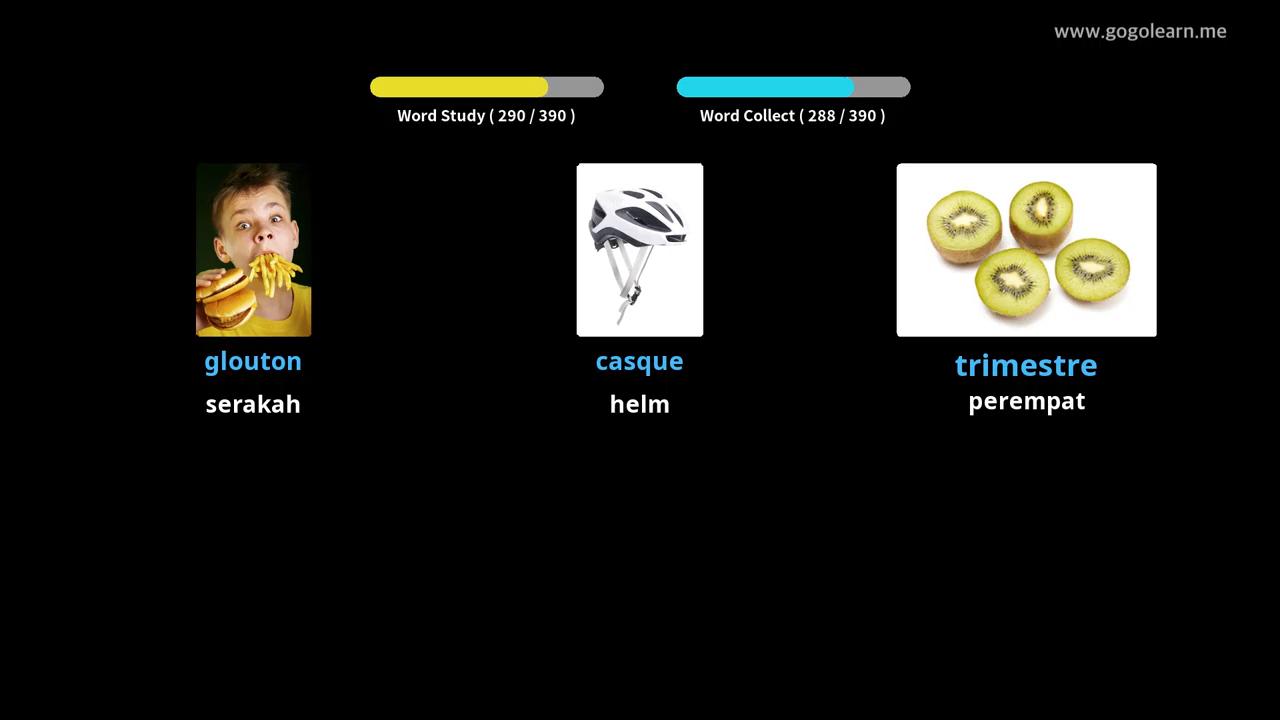 www.gogolearn.me
Word Study ( 290 / 390 )
Word Collect ( 288 / 390 )
glouton
serakah
casque
helm
trimestre
perempat